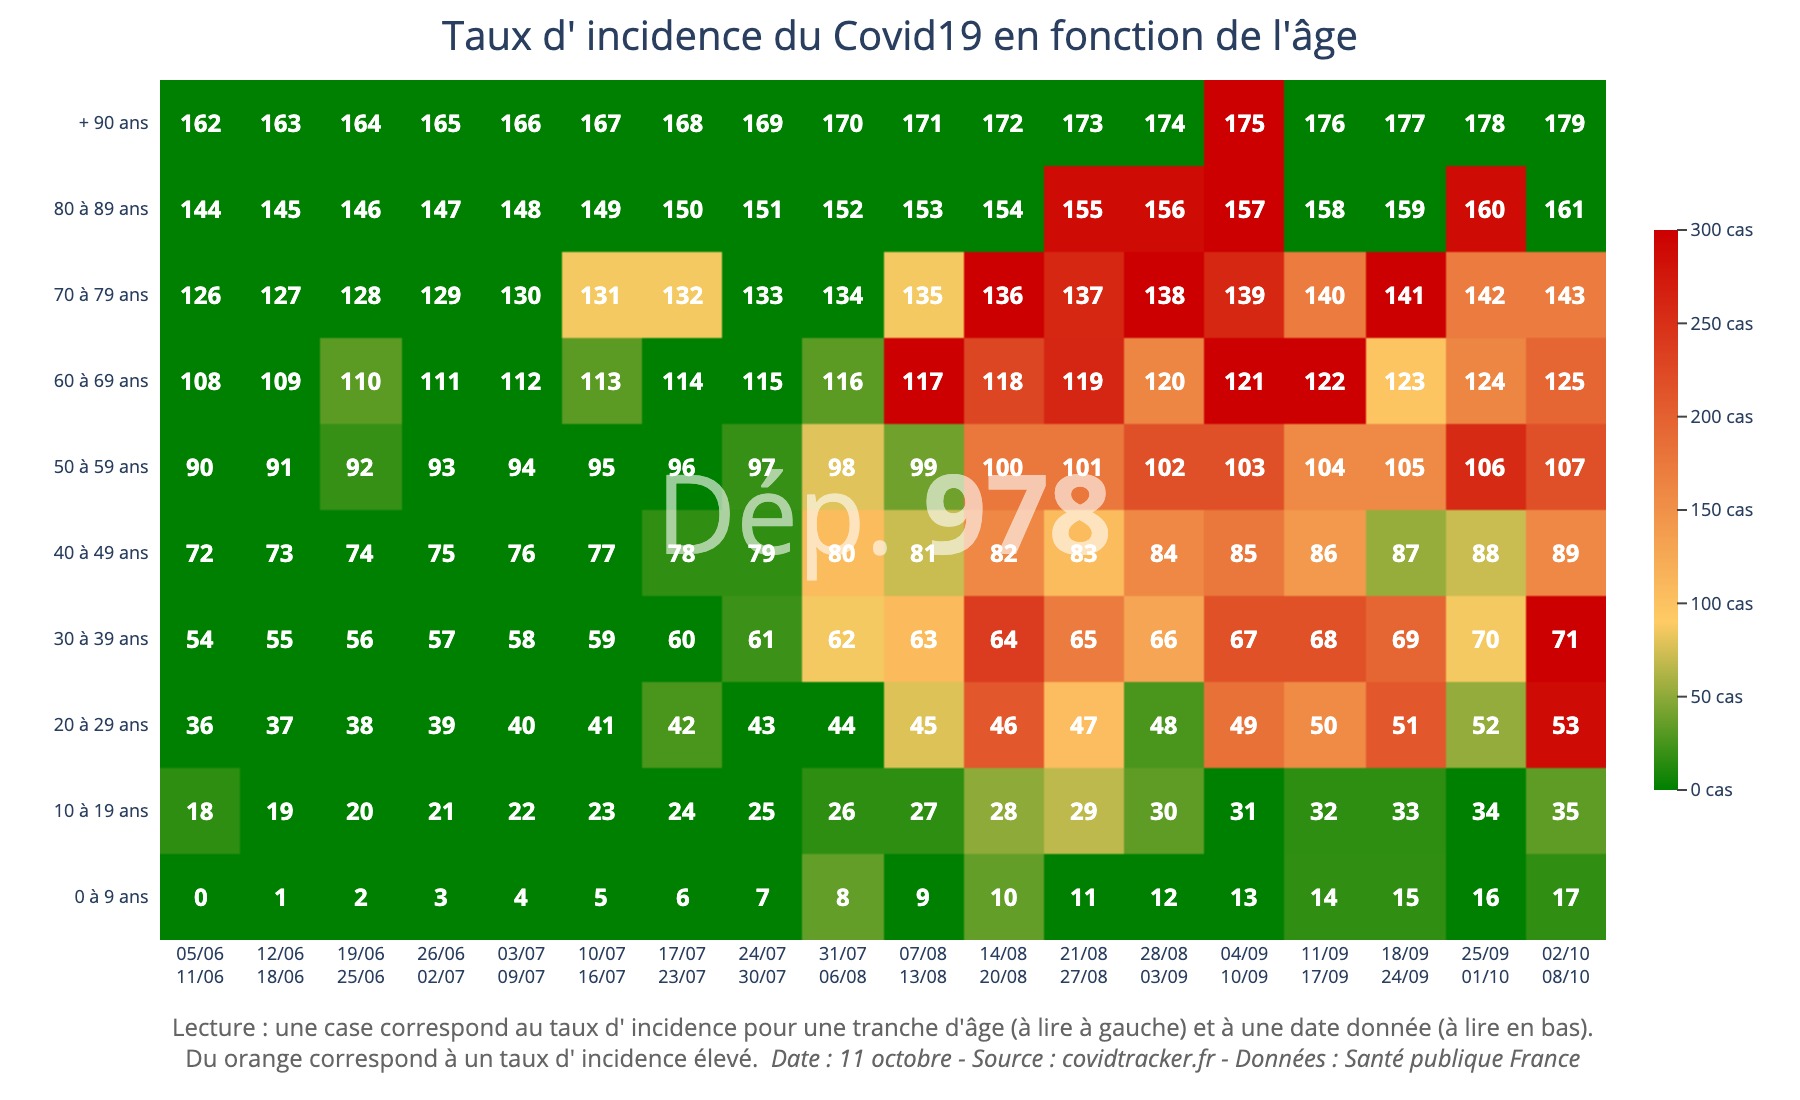 Taux d' incidence du Covid19 en fonction de l'âge
+ 90 ans 162 163 164 165 166 167 168 169 170 171 172 173 174 175 176 177 178 179
80 à 89 ans 144 145 146 147 148 149 150 151 152 153 154 155 156 157 158 159 160 161
70 à 79 ans 126 127 128 129 130 131 132 133 134 135 136 137 138 139 140 141 142 143
60 à 69 ans 108 109 110 111 112 113 114 115 116 117 118 119 120 121 122 123 124 125
50 à 59 ans 90 91 92 93 94 95 96 97 98 99 100 101 102 103 104 105 106 107
Dép. 978
40 à 49 ans 72 73 74 75 76 77 78 79 80 81 82 83 84 85 86 87 88 89
30 à 39 ans 54 55 56 57 58 59 60 61 62 63 64 65 66 67 68 69 70 71
20 à 29 ans 36 37 38 39 40 41 42 43 44 45 46 47 48 49 50 51 52 53
10 à 19 ans 18 19 20 21 22 23 24 25 26 27 28 29 30 31 32 33 34 35
0 à 9 ans 0 1 2 3 4 5 6 7 8 9 10 11 12 13 14 15 16 17
05/06 12/06 19/06 26/06 03/07 10/07 17/07 24/07 31/07 07/08 14/08 21/08 28/08 04/09 11/09 18/09 25/09 02/10
11/06 18/06 25/06 02/07 09/07 16/07 23/07 30/07 06/08 13/08 20/08 27/08 03/09 10/09 17/09 24/09 01/10 08/10
300 cas
250 cas
200 cas
150 cas
100 cas
50 cas
0 cas
Lecture : une case correspond au taux d' incidence pour une tranche d'âge (à lire à gauche) et à une date donnée (à lire en bas).
Du orange correspond à un taux d' incidence élevé. Date : 11 octobre - Source : covidtracker.fr - Données : Santé publique France